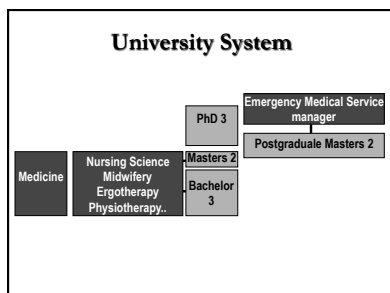 University System
PhD 3
Emergency Medical Service
manager
Postgraduale Masters 2
Medicine
Nursing Science
Midwifery
Ergotherapy
Physiotherapy..
Masters 2
Bachelor
3